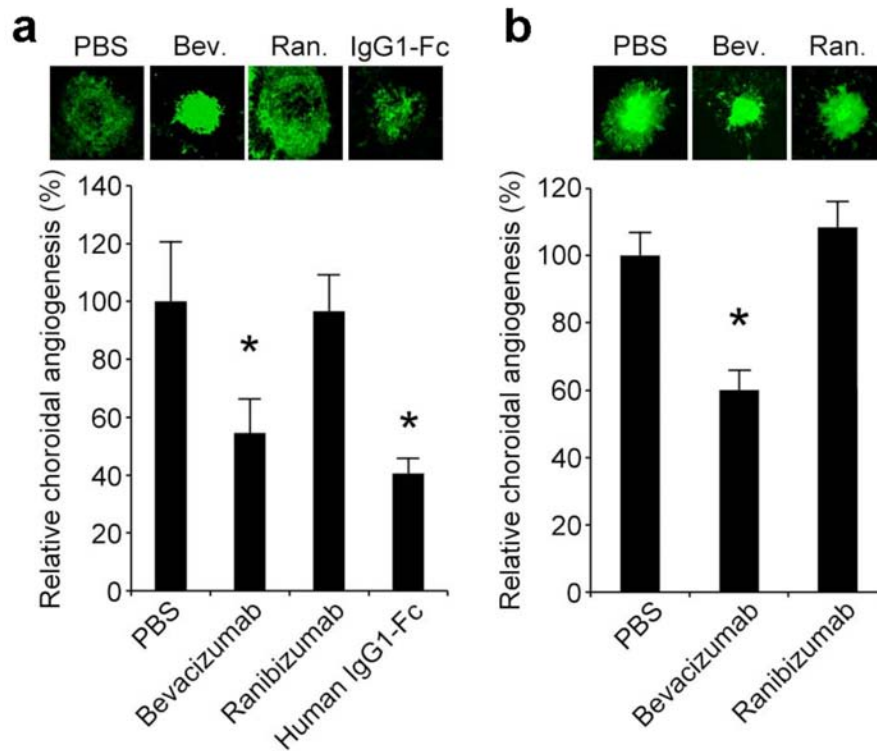 a
PBS Bev. Ran. IgG1-Fc
Relative choroidal angiogenesis (%)
140
120
100
80
60
40
20
0
*
*
PBS
Bevacizumab
Ranibizumab
Human IgG1-Fc
b
PBS Bev. Ran.
Relative choroidal angiogenesis (%)
120
100
80
60
40
20
0
*
PBS
Bevacizumab
Ranibizumab